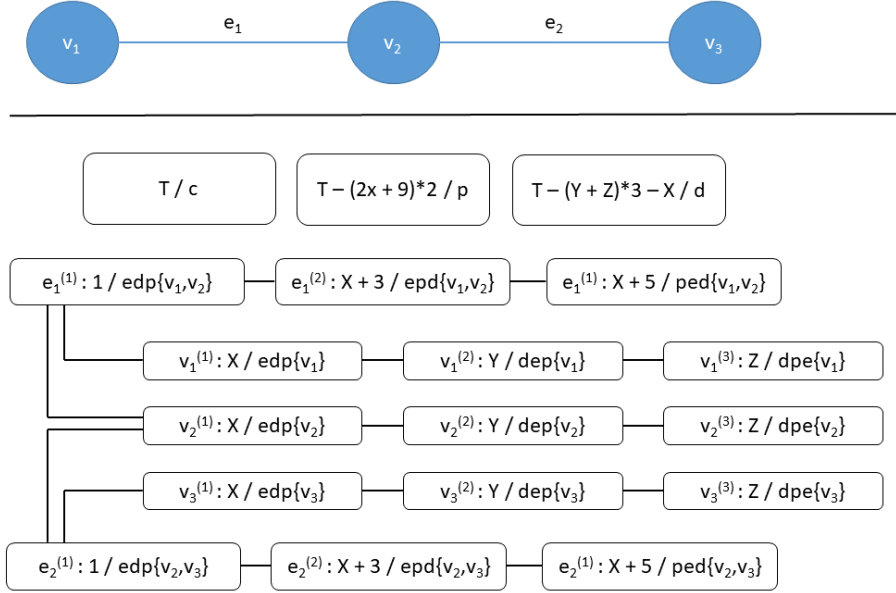 e₁ e₂
v₁ v₂ v₃
T / c
T – (2x + 9)*2 / p
T – (Y + Z)*3 – X / d
e₁⁽¹⁾ : 1 / edp{v₁,v₂}
e₁⁽²⁾ : X + 3 / epd{v₁,v₂}
e₁⁽¹⁾ : X + 5 / ped{v₁,v₂}
v₁⁽¹⁾ : X / edp{v₁}
v₁⁽²⁾ : Y / dep{v₁}
v₁⁽³⁾ : Z / dpe{v₁}
v₂⁽¹⁾ : X / edp{v₂}
v₂⁽²⁾ : Y / dep{v₂}
v₂⁽³⁾ : Z / dpe{v₂}
v₃⁽¹⁾ : X / edp{v₃}
v₃⁽²⁾ : Y / dep{v₃}
v₃⁽³⁾ : Z / dpe{v₃}
e₂⁽¹⁾ : 1 / edp{v₂,v₃}
e₂⁽²⁾ : X + 3 / epd{v₂,v₃}
e₂⁽¹⁾ : X + 5 / ped{v₂,v₃}